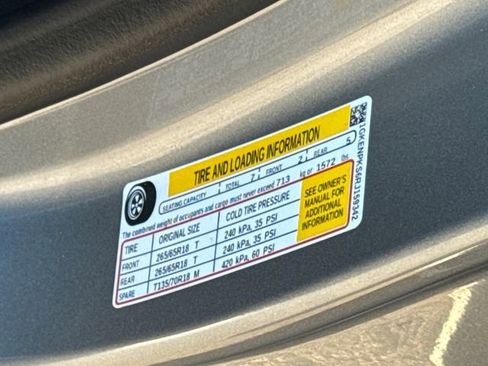 TIRE AND LOADING INFORMATION
SEATING CAPACITY TOTAL 7 FRONT 2 REAR 5
The combined weight of occupants and cargo must never exceed 713 kg or 1572 lbs
TIRE ORIGINAL SIZE COLD TIRE PRESSURE
FRONT 265/65R18 T 240 kPa, 35 PSI
REAR 265/65R18 T 240 kPa, 35 PSI
SPARE T135/70R18 M 420 kPa, 60 PSI
SEE OWNER'S
MANUAL FOR
ADDITIONAL
INFORMATION